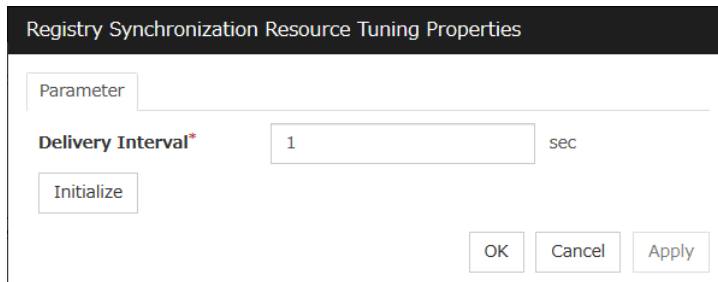 Registry Synchronization Resource Tuning Properties
Parameter
Delivery Interval* 1 sec
Initialize
OK Cancel Apply